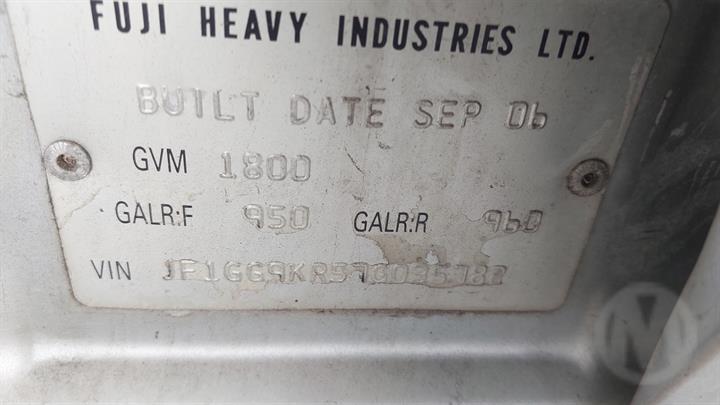 FUJI HEAVY INDUSTRIES LTD.
BUILT DATE SEP 06
GVM 1800
GALR:F 950 GALR:R 960
VIN
M